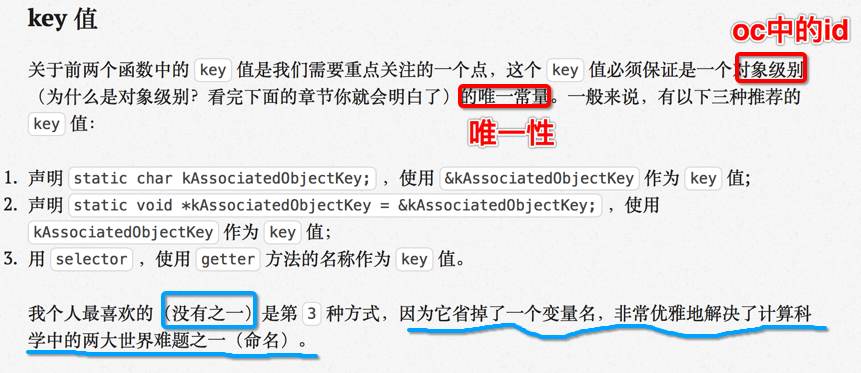 key 值
oc中的id
关于前两个函数中的 key 值是我们需要重点关注的一个点，这个 key 值必须保证是一个对象级别
（为什么是对象级别？看完下面的章节你就会明白了）的唯一常量。一般来说，有以下三种推荐的
唯一性
key 值：
1. 声明 static char kAssociatedObjectKey; ，使用 &kAssociatedObjectKey 作为 key 值；
2. 声明 static void *kAssociatedObjectKey = &kAssociatedObjectKey; ，使用
kAssociatedObjectKey 作为 key 值；
3. 用 selector ，使用 getter 方法的名称作为 key 值。
我个人最喜欢的（没有之一）是第 3 种方式，因为它省掉了一个变量名，非常优雅地解决了计算科
学中的两大世界难题之一（命名）。